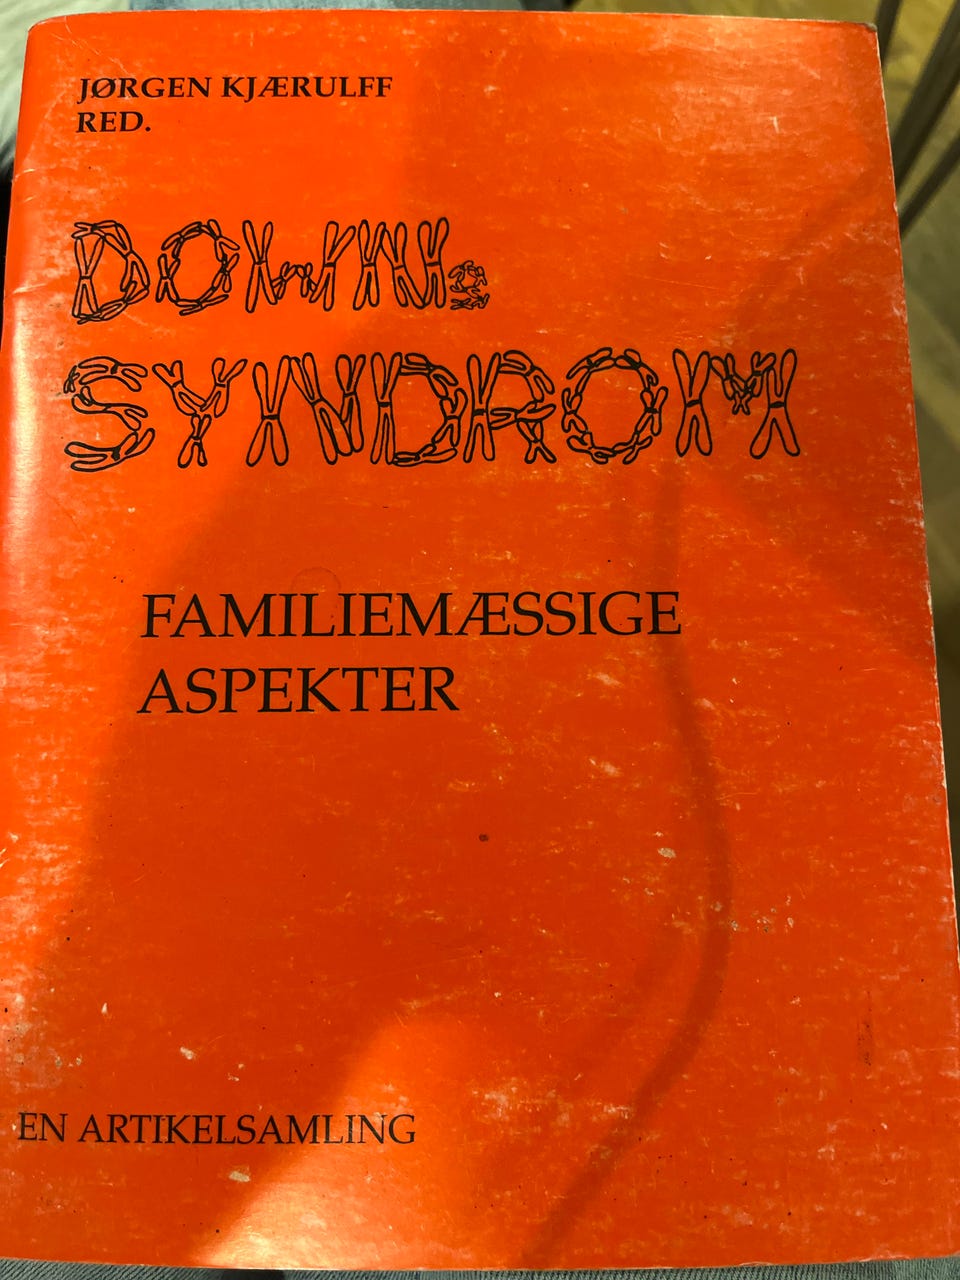 JØRGEN KJÆRULFF
RED.
DOWNs
SYNDROM
FAMILIEMÆSSIGE
ASPEKTER
EN ARTIKELSAMLING